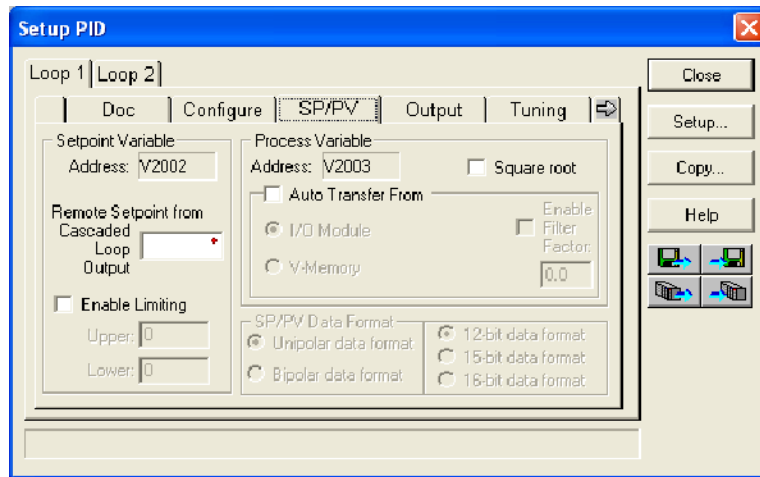 Setup PID
Loop 1 Loop 2
Close
Setup...
Copy...
Help
Doc Configure SP/PV Output Tuning
Setpoint Variable
Address: V2002
Remote Setpoint from
Cascaded
Loop
Output
*
Enable Limiting
Upper: 0
Lower: 0
Process Variable
Address: V2003
Square root
Auto Transfer From
I/O Module
V-Memory
Enable
Filter
Factor:
0.0
SP/PV Data Format
Unipolar data format
Bipolar data format
12-bit data format
15-bit data format
16-bit data format